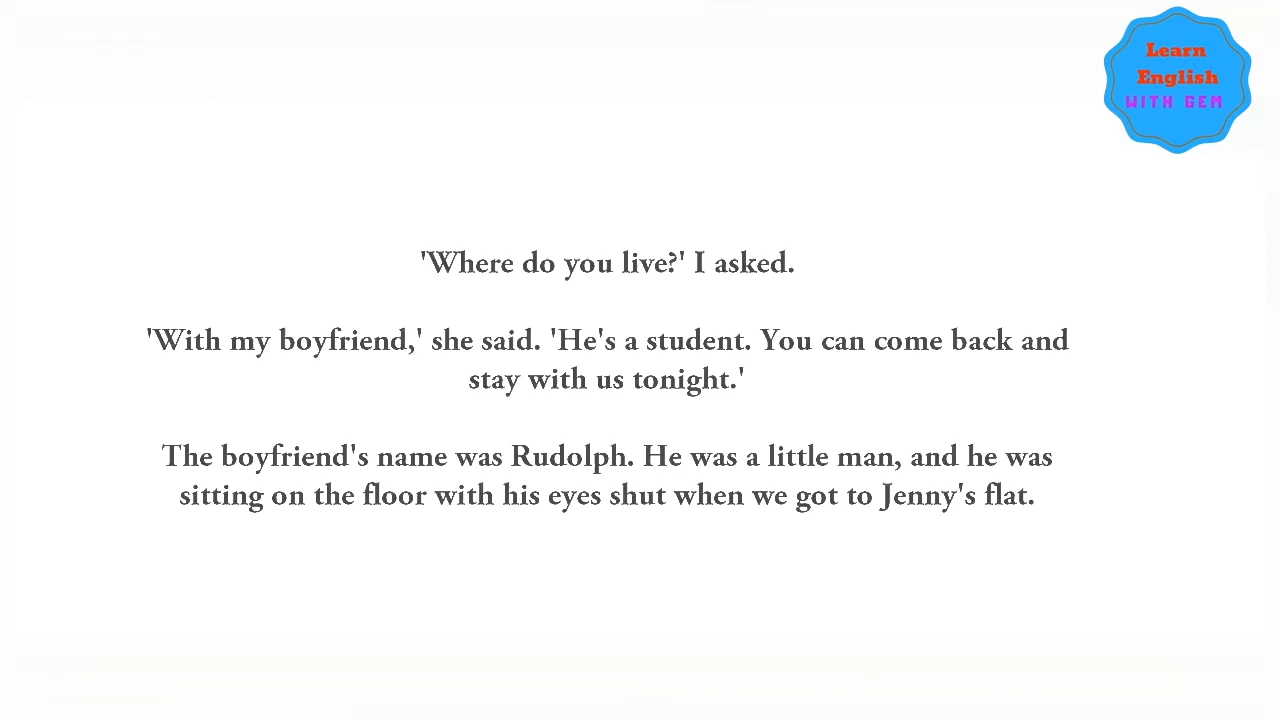 Learn
English
WITH GEM
'Where do you live?' I asked.
'With my boyfriend,' she said. 'He's a student. You can come back and
stay with us tonight.'
The boyfriend's name was Rudolph. He was a little man, and he was
sitting on the floor with his eyes shut when we got to Jenny's flat.